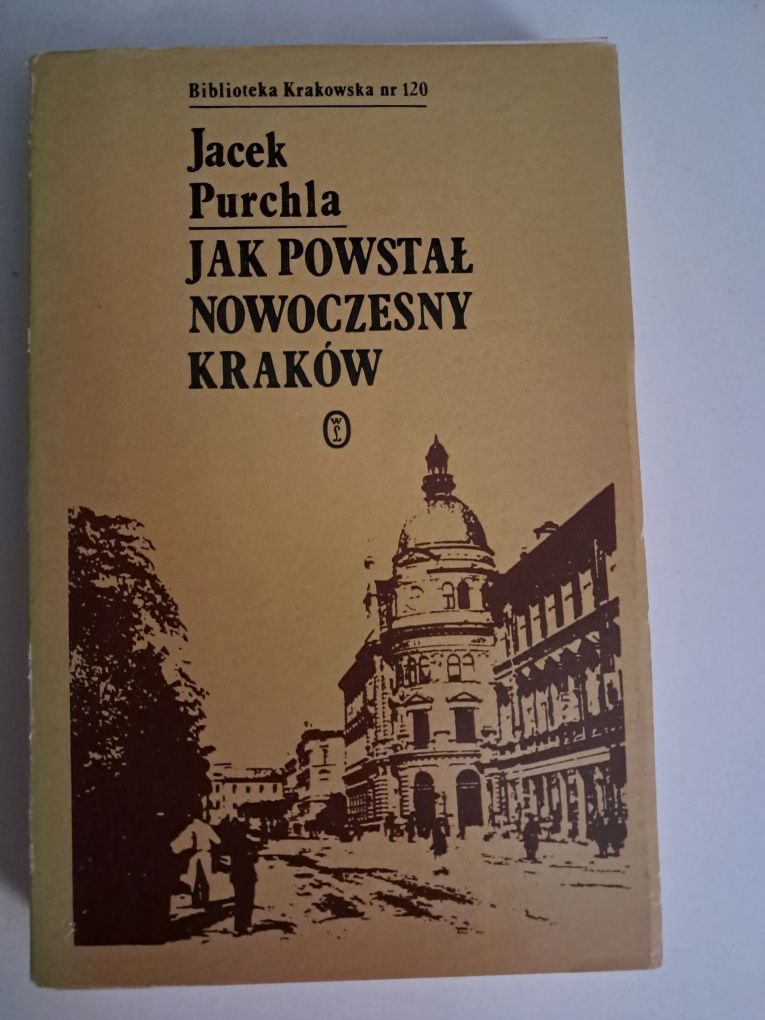 Biblioteka Krakowska nr 120
Jacek
Purchla
JAK POWSTAŁ
NOWOCZESNY
KRAKÓW